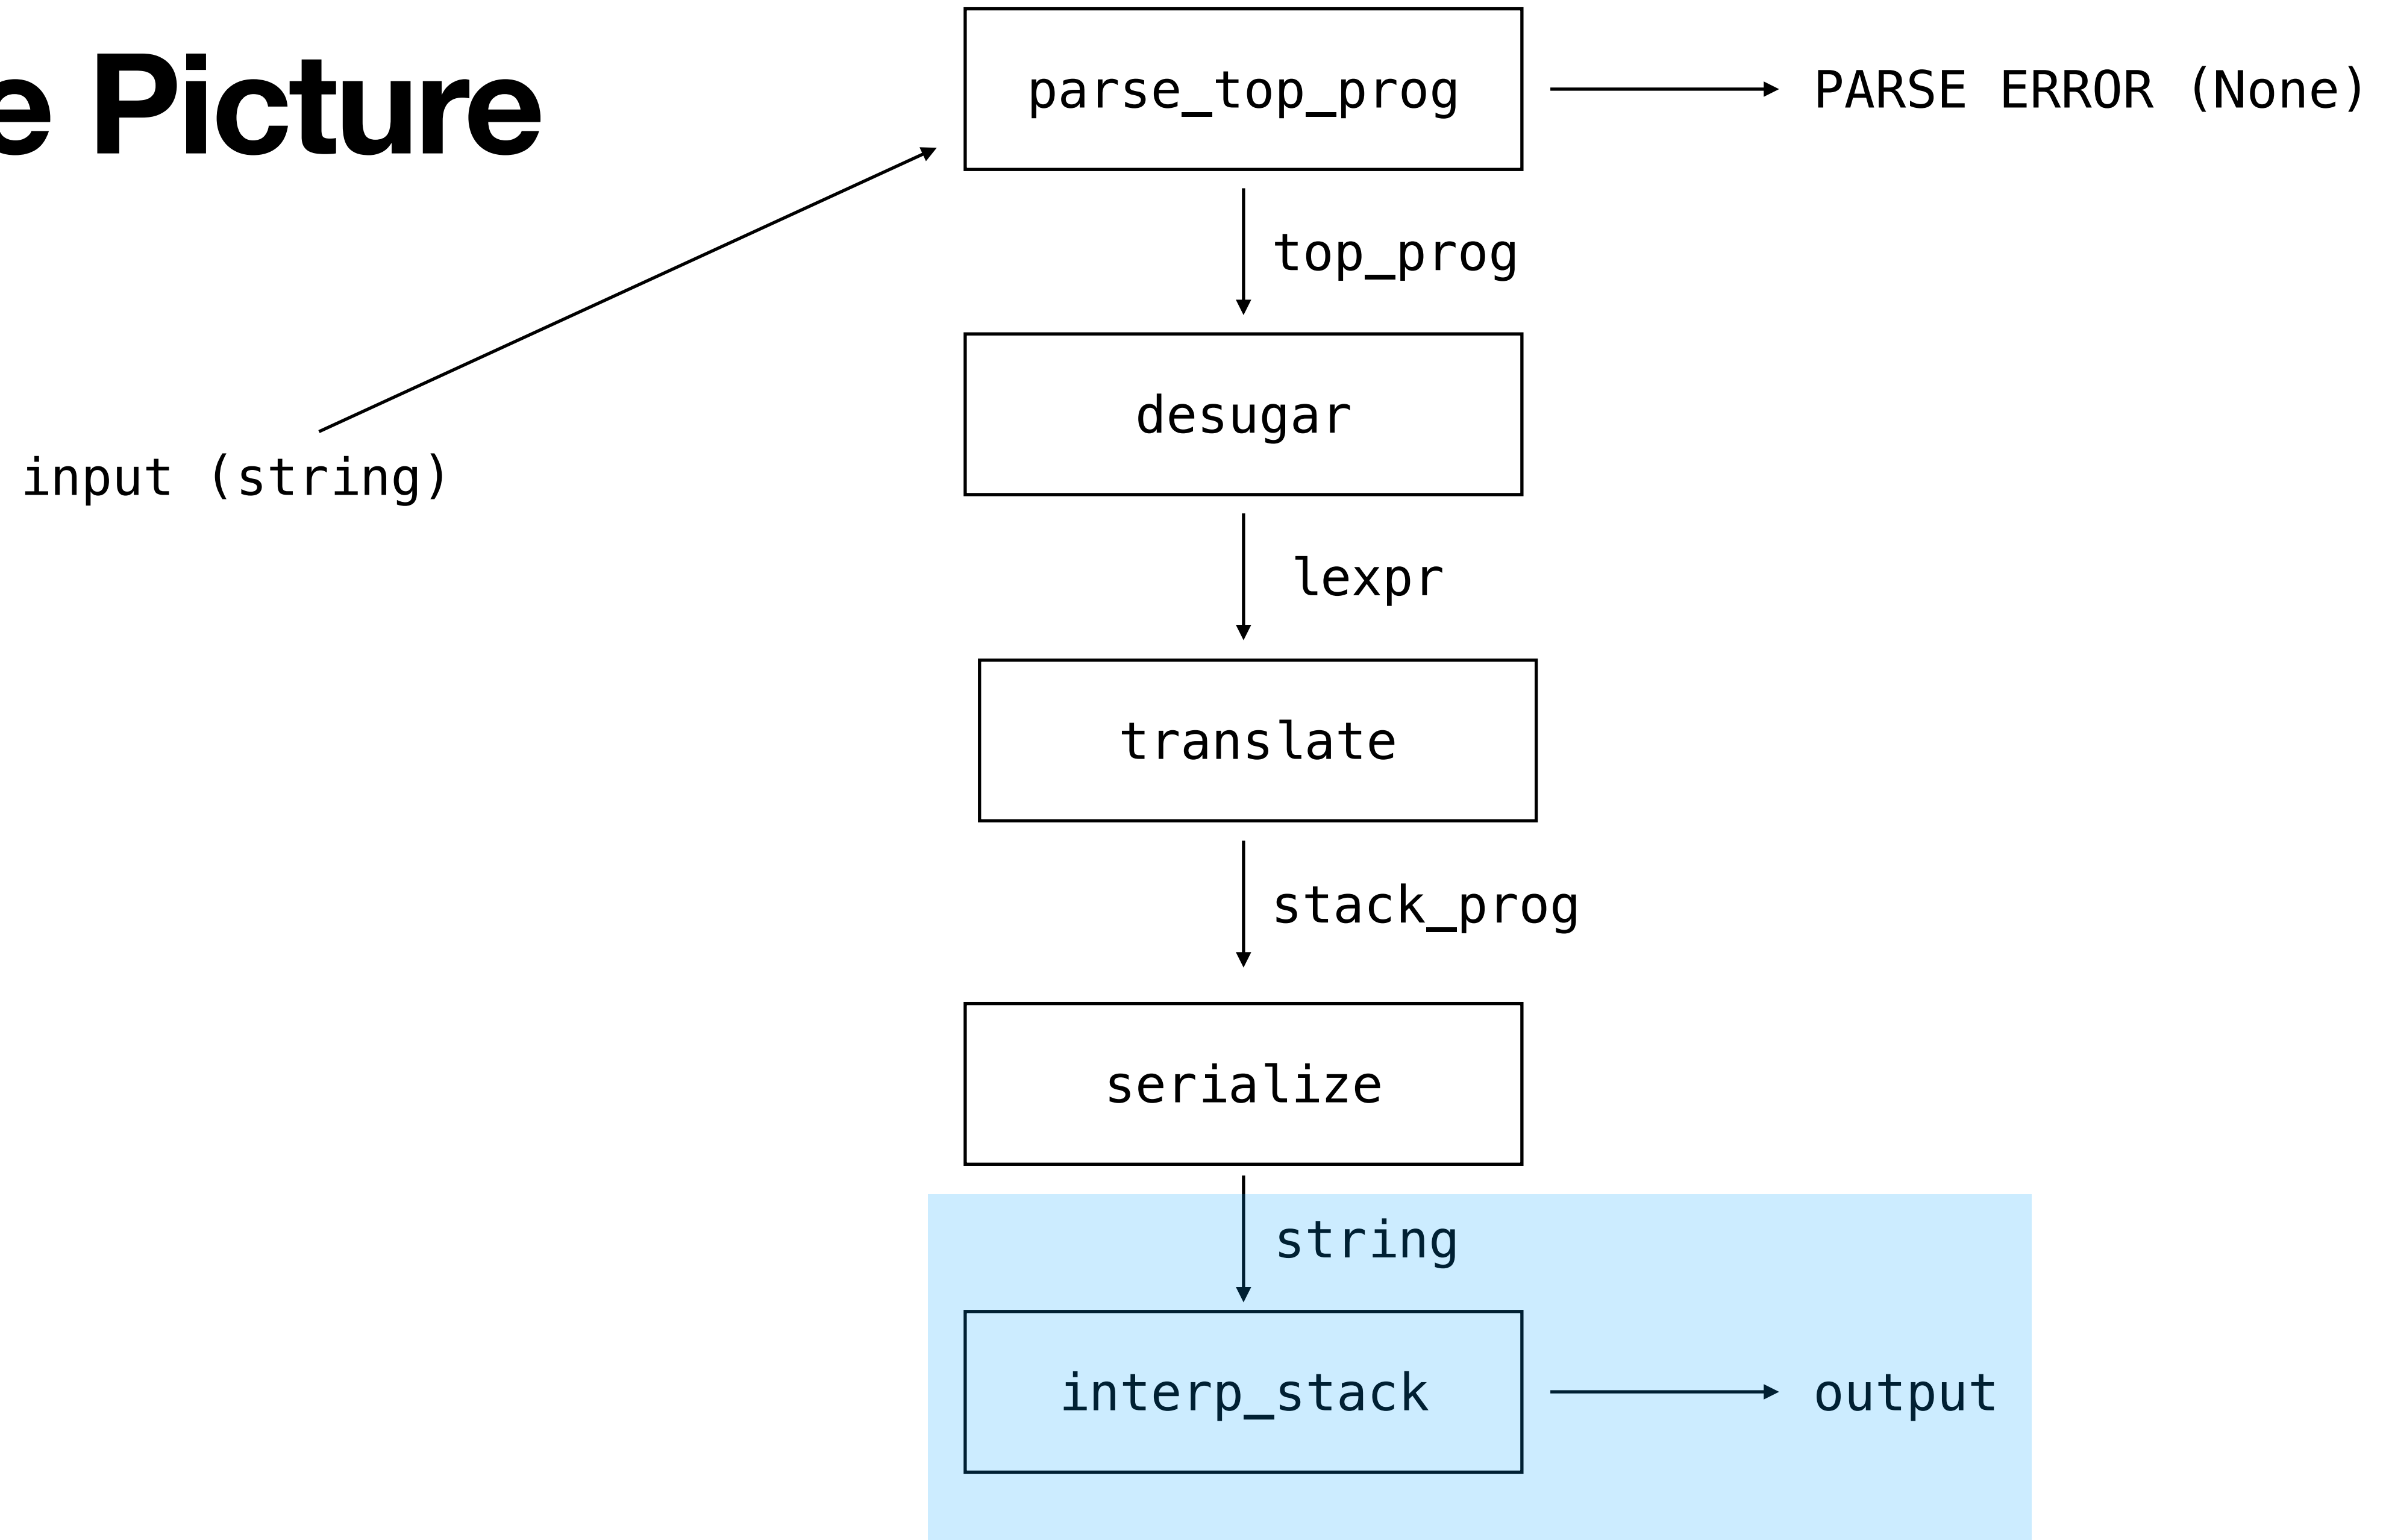 e Picture
parse_top_prog
PARSE ERROR (None)
top_prog
desugar
input (string)
lexpr
translate
stack_prog
serialize
string
interp_stack
output